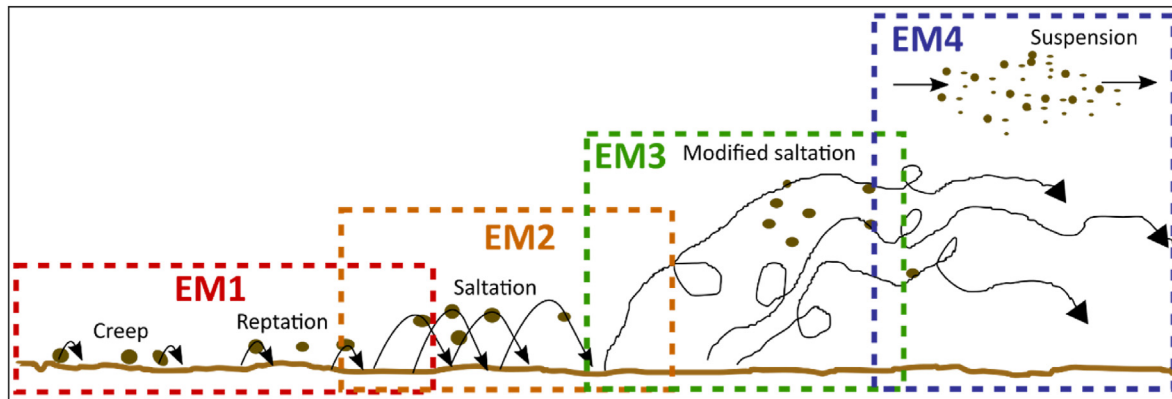 EM4
Suspension
EM3
Modified saltation
EM2
EM1
Saltation
Creep
Reptation